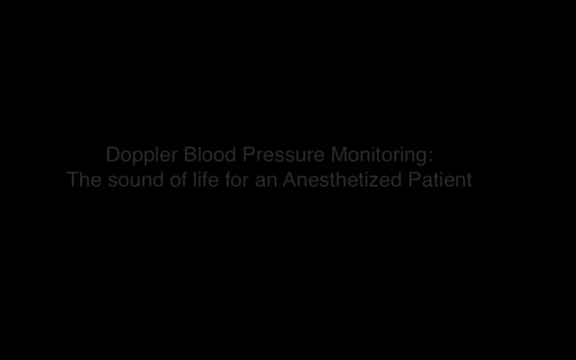 Doppler Blood Pressure Monitoring:
The sound of life for an Anesthetized Patient